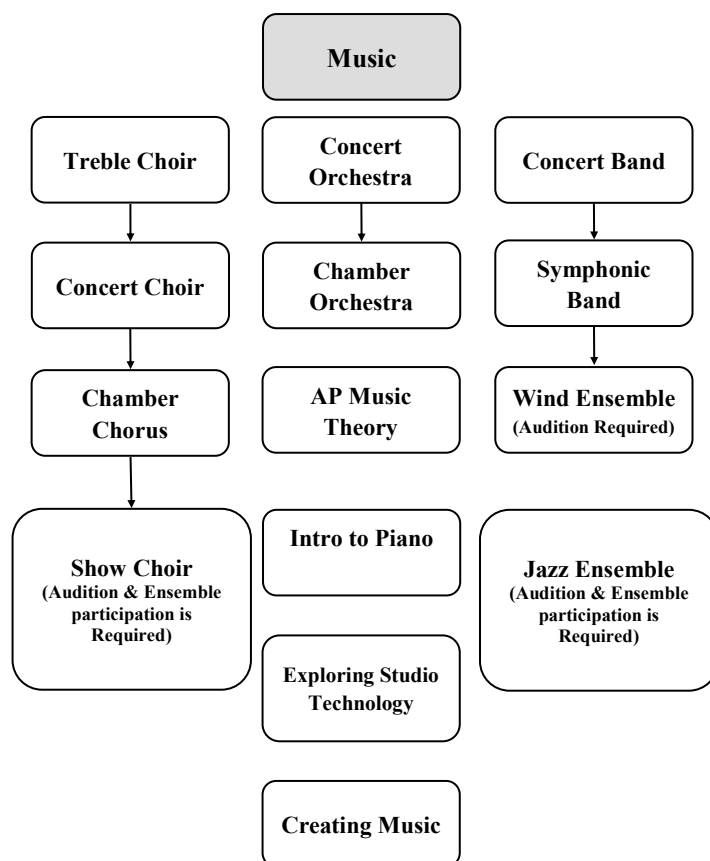 Music
Treble Choir
Concert
Orchestra
Concert Band
Concert Choir
Chamber
Orchestra
Symphonic
Band
Chamber
Chorus
AP Music
Theory
Wind Ensemble
(Audition Required)
Show Choir
(Audition & Ensemble
participation is
Required)
Intro to Piano
Jazz Ensemble
(Audition & Ensemble
participation is
Required)
Exploring Studio
Technology
Creating Music